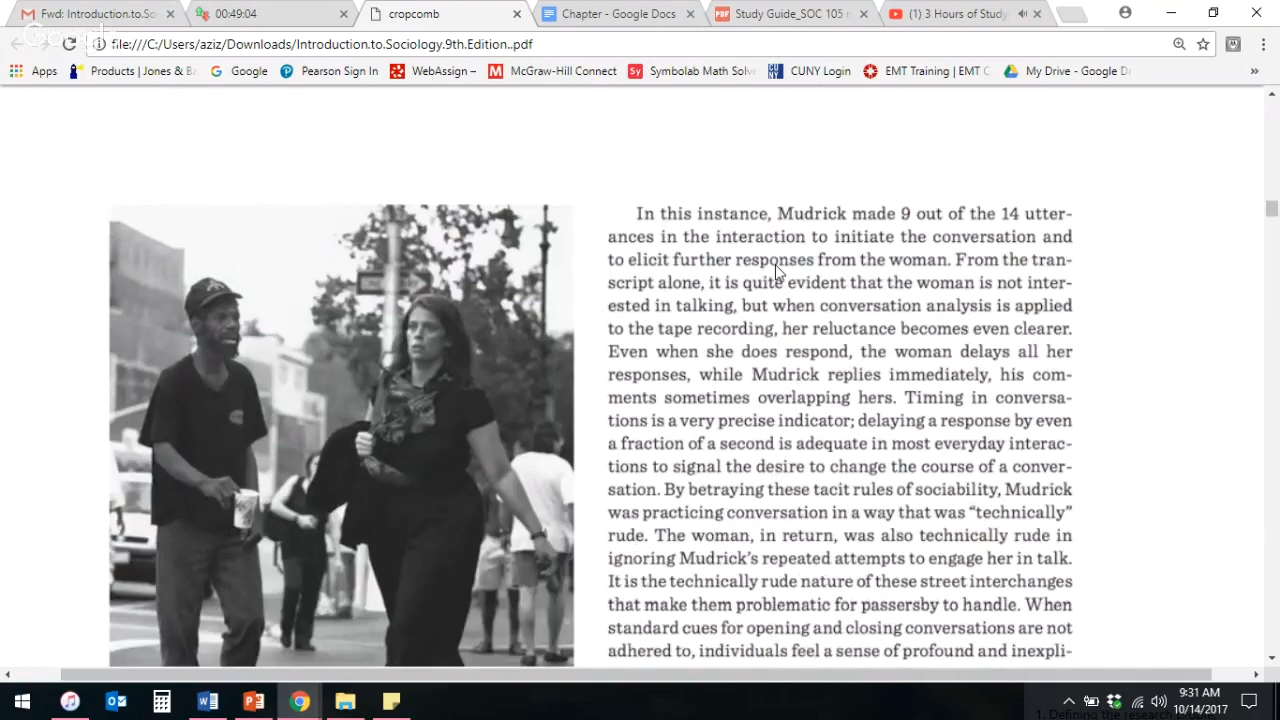 Fwd: Introduction.to.So
00:49:04
cropcomb
Chapter - Google Docs
Study Guide_SOC 105 m
(1) 3 Hours of Study
Google
file:///C:/Users/aziz/Downloads/Introduction.to.Sociology.9th.Edition..pdf
Apps
Products | Jones & Ba
Google
Pearson Sign In
WebAssign –
McGraw-Hill Connect
Symbolab Math Solve
CUNY Login
EMT Training | EMT C
My Drive - Google Dr
In this instance, Mudrick made 9 out of the 14 utter-
ances in the interaction to initiate the conversation and
to elicit further responses from the woman. From the tran-
script alone, it is quite evident that the woman is not inter-
ested in talking, but when conversation analysis is applied
to the tape recording, her reluctance becomes even clearer.
Even when she does respond, the woman delays all her
responses, while Mudrick replies immediately, his com-
ments sometimes overlapping hers. Timing in conversa-
tions is a very precise indicator; delaying a response by even
a fraction of a second is adequate in most everyday interac-
tions to signal the desire to change the course of a conver-
sation. By betraying these tacit rules of sociability, Mudrick
was practicing conversation in a way that was “technically”
rude. The woman, in return, was also technically rude in
ignoring Mudrick’s repeated attempts to engage her in talk.
It is the technically rude nature of these street interchanges
that make them problematic for passersby to handle. When
standard cues for opening and closing conversations are not
adhered to, individuals feel a sense of profound and inexpli-
9:31 AM
10/14/2017
1. Defining the research